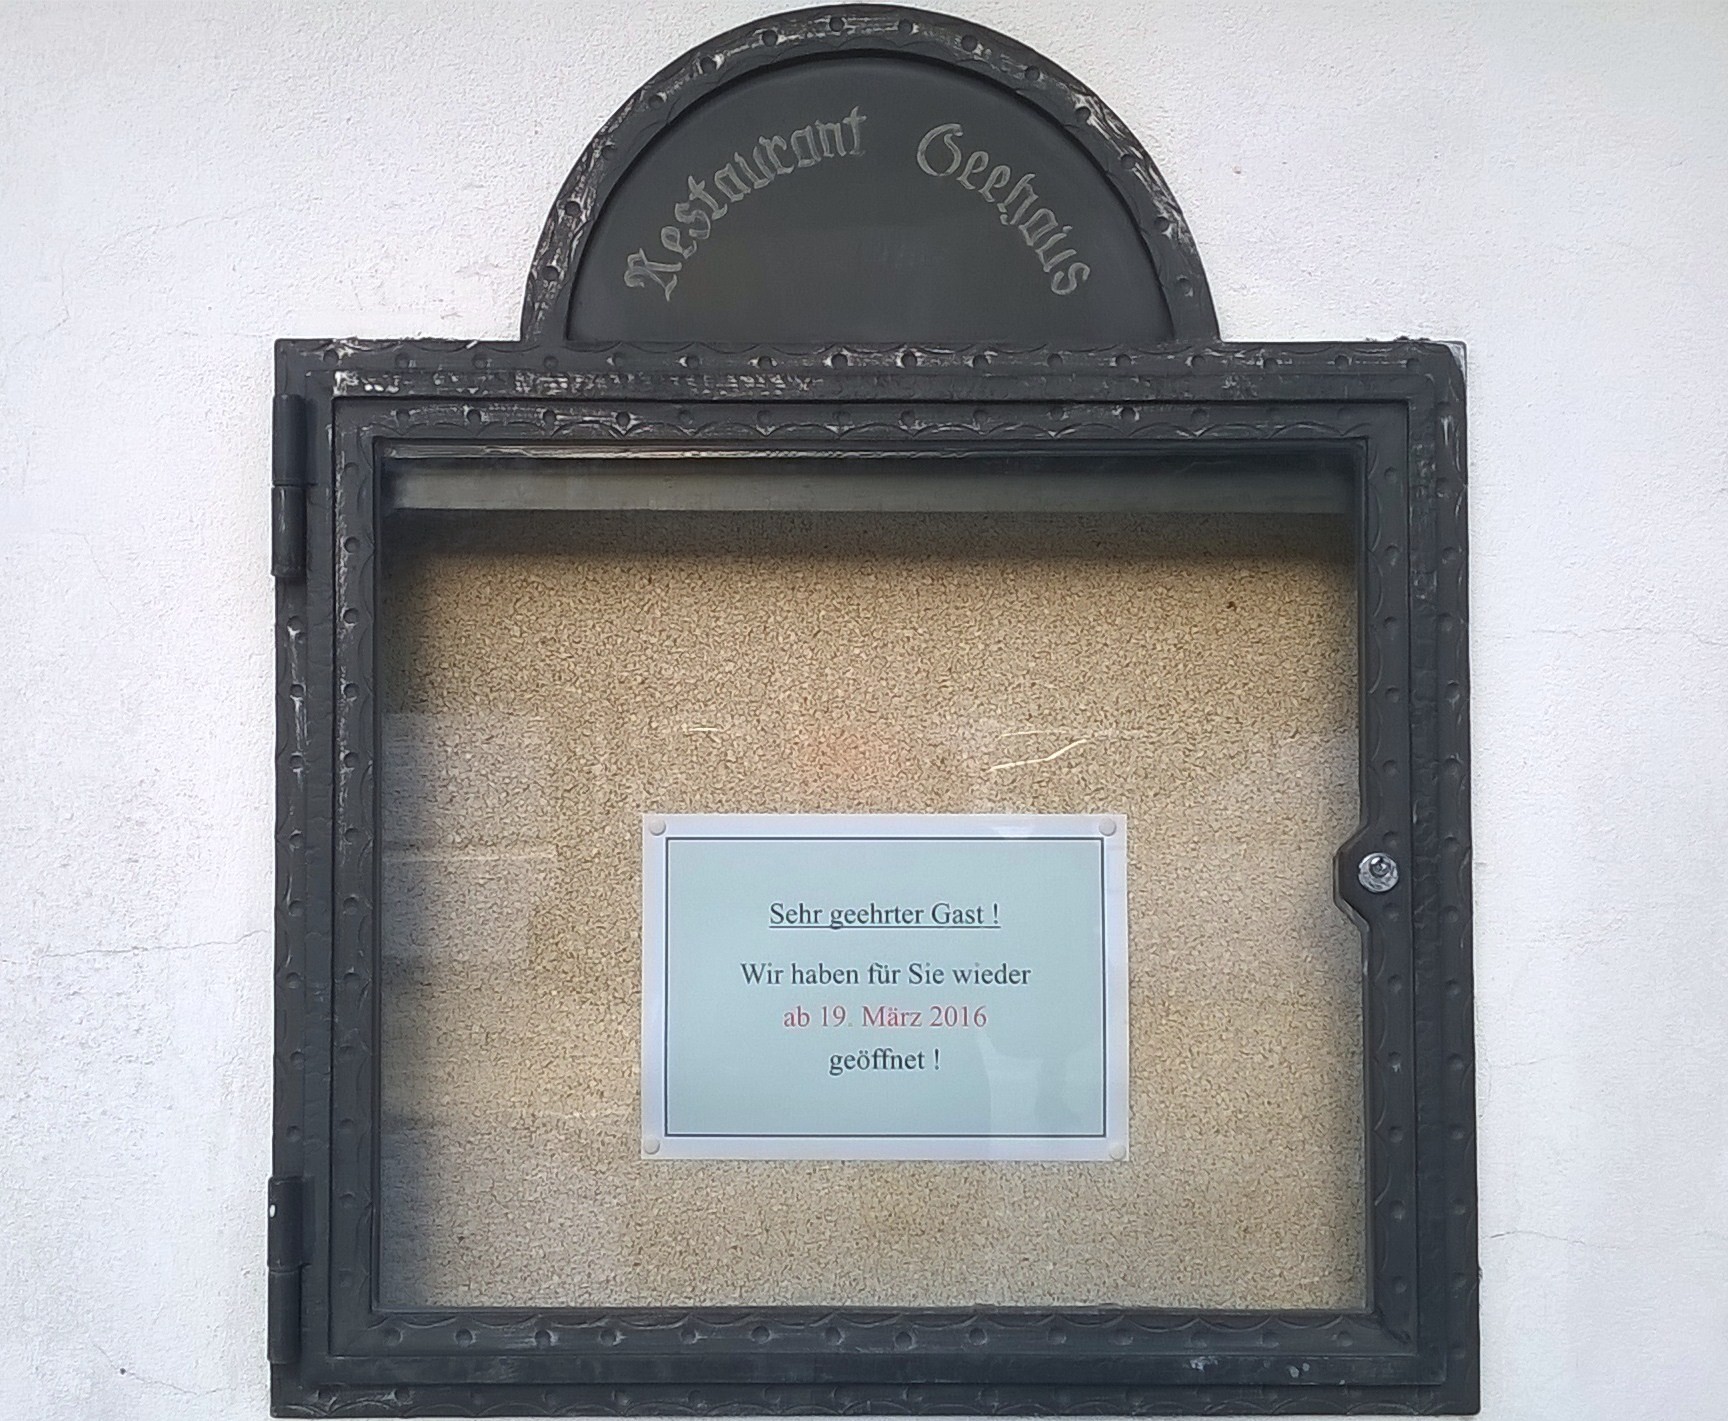 Restaurant Seehaus
Sehr geehrter Gast !
Wir haben für Sie wieder
ab 19. März 2016
geöffnet !